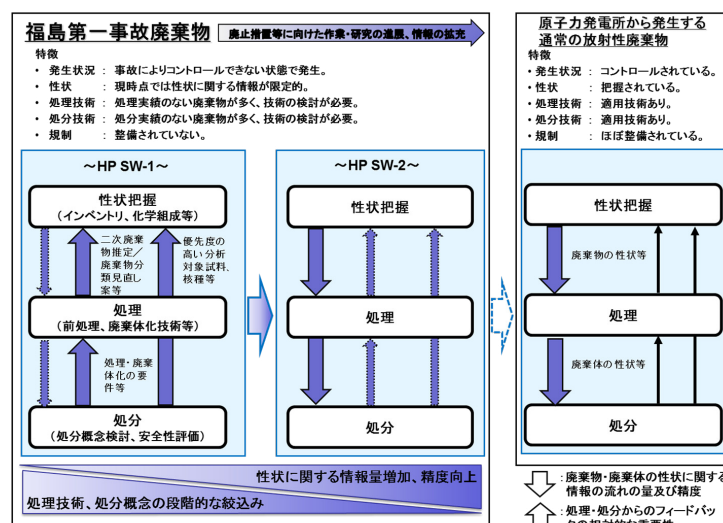 福島第一事故廃棄物
廃止措置等に向けた作業・研究の進展、情報の拡充
特徴
・ 発生状況 ： 事故によりコントロールできない状態で発生。
・ 性状 ： 現時点では性状に関する情報が限定的。
・ 処理技術 ： 処理実績のない廃棄物が多く、技術の検討が必要。
・ 処分技術 ： 処分実績のない廃棄物が多く、技術の検討が必要。
・ 規制 ： 整備されていない。
～HP SW-1～
性状把握
(インベントリ、化学組成等)
二次廃棄
物推定／
廃棄物分
類見直し
案等
優先度の
高い分析
対象試料、
核種等
処理
(前処理、廃棄体化技術等)
処理・廃棄
体化の要
件等
処分
(処分概念検討、安全性評価)
～HP SW-2～
性状把握
処理
処分
性状に関する情報量増加、精度向上
処理技術、処分概念の段階的な絞込み
原子力発電所から発生する
通常の放射性廃棄物
特徴
・発生状況 ： コントロールされている。
・性状 ： 把握されている。
・処理技術 ： 適用技術あり。
・処分技術 ： 適用技術あり。
・規制 ： ほぼ整備されている。
性状把握
廃棄物の性状等
処理
廃棄体の性状等
処分
：廃棄物・廃棄体の性状に関する
情報の流れの量及び精度
：処理・処分からのフィードバッ
クの相対的な重要性